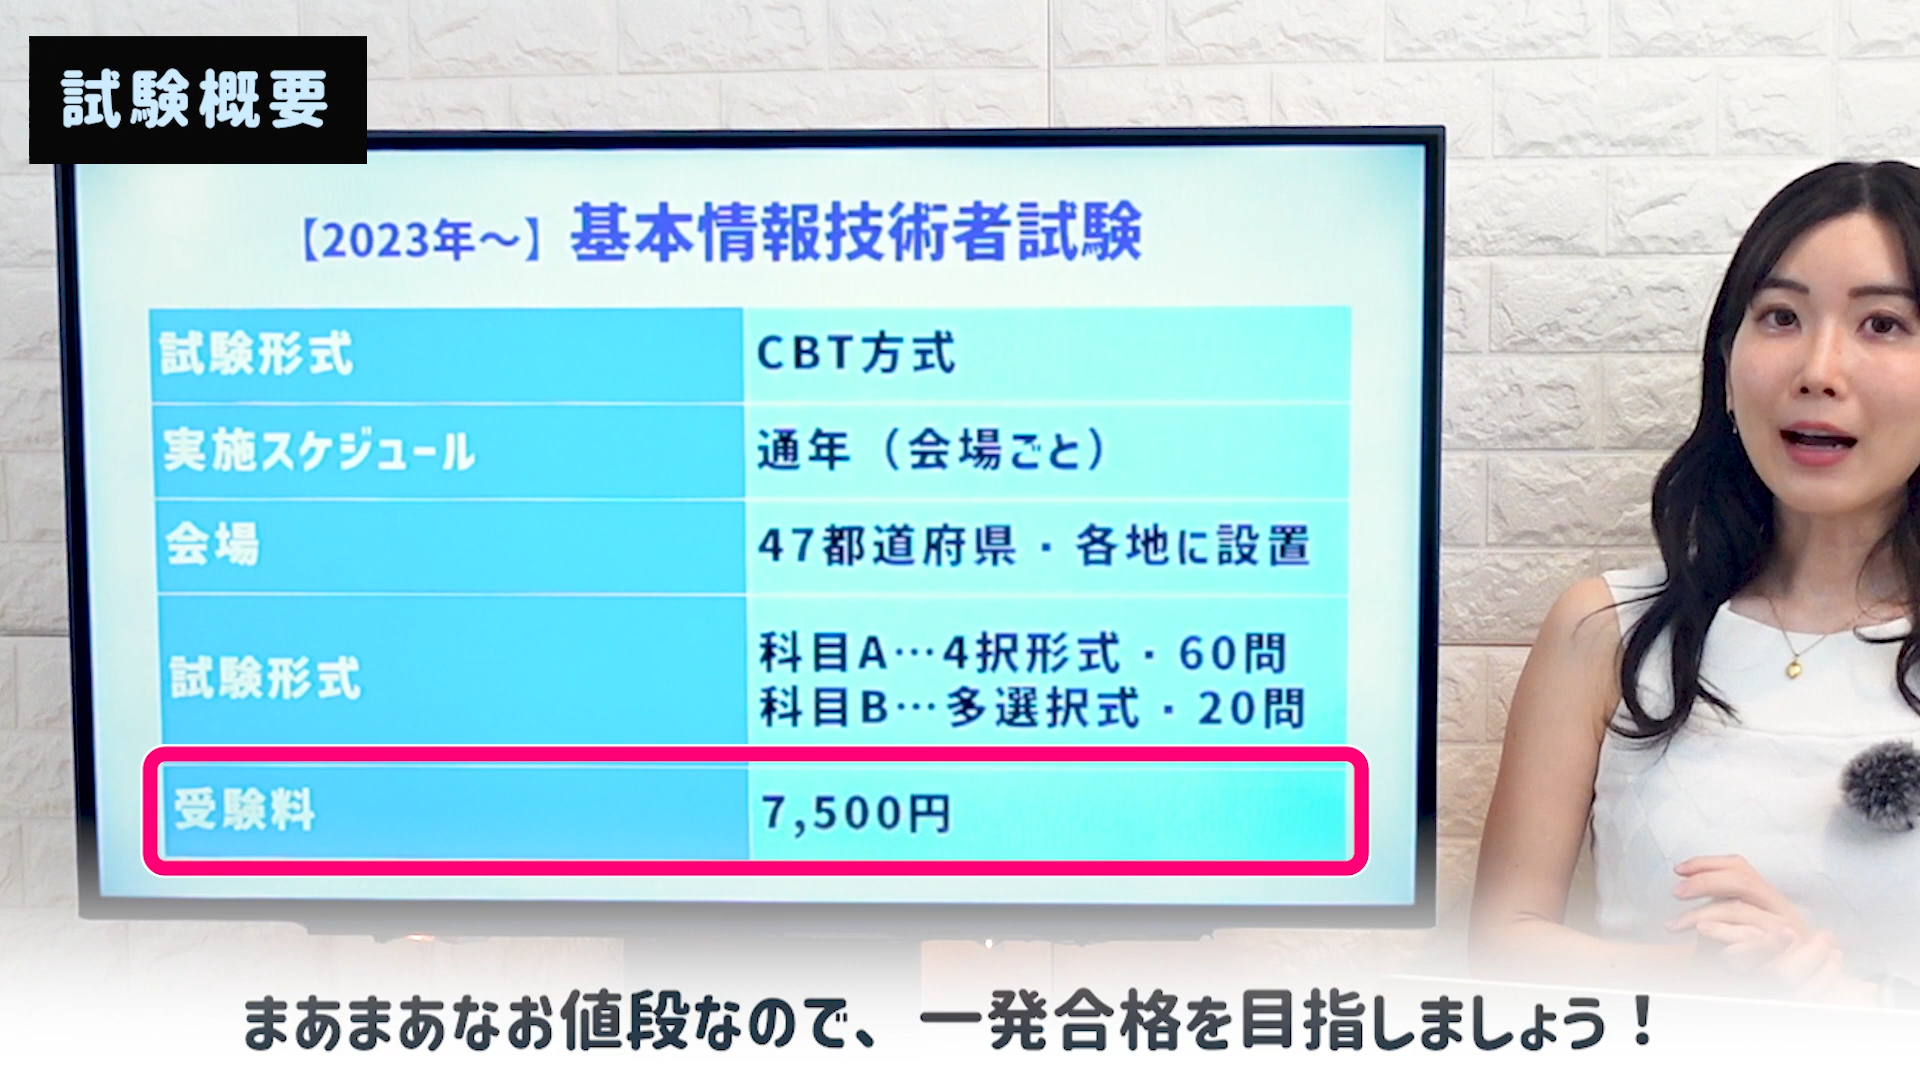 試験概要
【2023年～】基本情報技術者試験
試験形式 CBT方式
実施スケジュール 通年（会場ごと）
会場 47都道府県・各地に設置
試験形式 科目A…4択形式・60問
科目B…多選択式・20問
受験料 7,500円
まあまあなお値段なので、一発合格を目指しましょう！